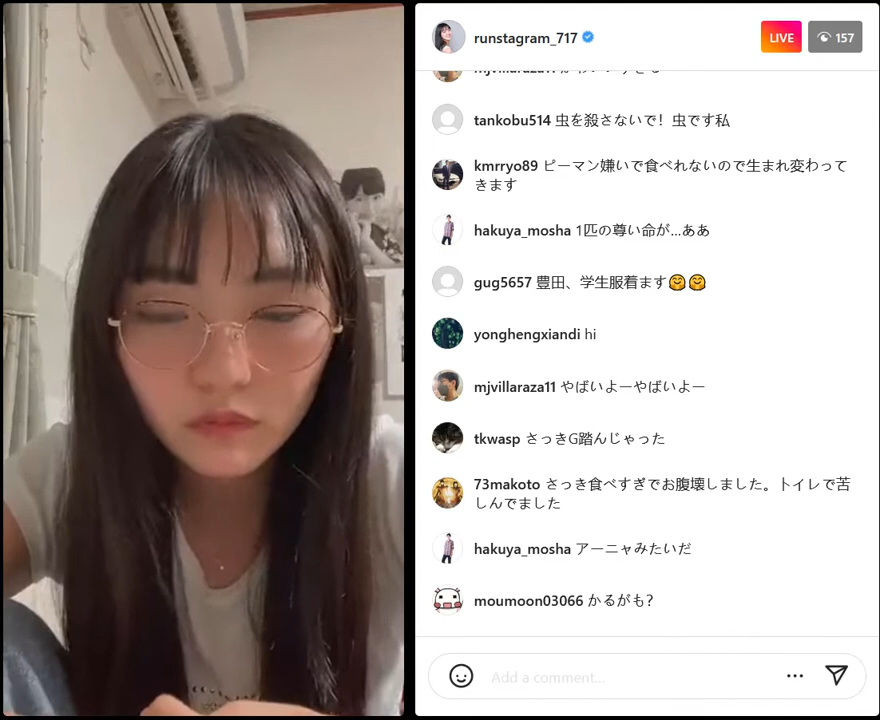 runstagram_717
LIVE
157
tankobu514 虫を殺さないで！虫です私
kmrryo89 ピーマン嫌いで食べれないので生まれ変わって
きます
hakuya_mosha 1匹の尊い命が...ああ
gug5657 豊田、学生服着ます🤗🤗
yonghengxiandi hi
mjvillaraza11 やばいよーやばいよー
tkwasp さっきG踏んじゃった
73makoto さっき食べすぎでお腹壊しました。トイレで苦
しんでました
hakuya_mosha アーニャみたいだ
moumoon03066 かるがも？
Add a comment...